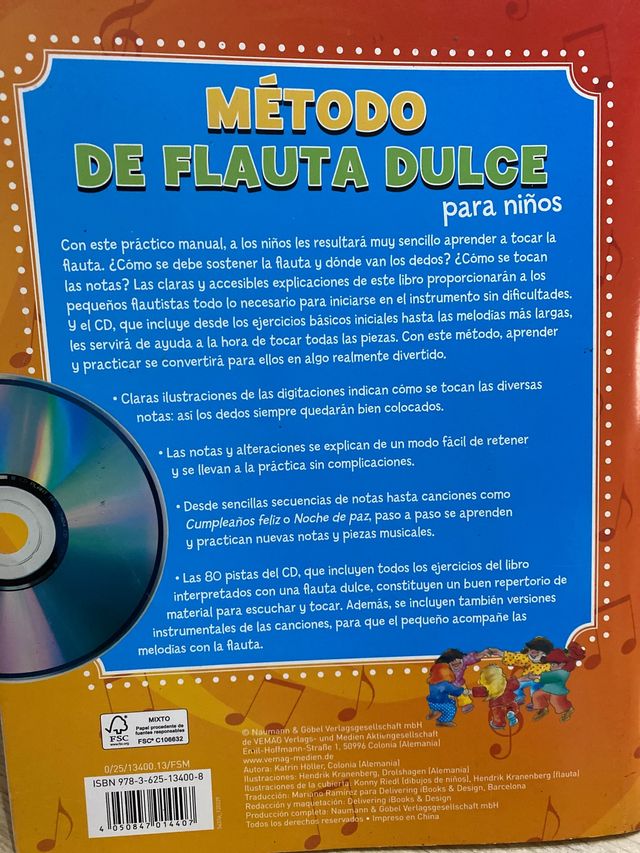 MÉTODO
DE FLAUTA DULCE
para niños
Con este práctico manual, a los niños les resultará muy sencillo aprender a tocar la
flauta. ¿Cómo se debe sostener la flauta y dónde van los dedos? ¿Cómo se tocan
las notas? Las claras y accesibles explicaciones de este libro proporcionarán a los
pequeños flautistas todo lo necesario para iniciarse en el instrumento sin dificultades.
Y el CD, que incluye desde los ejercicios básicos iniciales hasta las melodías más largas,
les servirá de ayuda a la hora de tocar todas las piezas. Con este método, aprender
y practicar se convertirá para ellos en algo realmente divertido.
• Claras ilustraciones de las digitaciones indican cómo se tocan las diversas
notas: así los dedos siempre quedarán bien colocados.
• Las notas y alteraciones se explican de un modo fácil de retener
y se llevan a la práctica sin complicaciones.
• Desde sencillas secuencias de notas hasta canciones como
Cumpleaños feliz o Noche de paz, paso a paso se aprenden
y practican nuevas notas y piezas musicales.
• Las 80 pistas del CD, que incluyen todos los ejercicios del libro
interpretados con una flauta dulce, constituyen un buen repertorio de
material para escuchar y tocar. Además, se incluyen también versiones
instrumentales de las canciones, para que el pequeño acompañe las
melodías con la flauta.
FSC
www.fsc.org
MIXTO
Papel procedente de
fuentes responsables
FSC® C106632
0/25/13400.13/FSM
ISBN 978-3-625-13400-8
4 050847 014407
© Naumann & Göbel Verlagsgesellschaft mbH
de VEMAG Verlags- und Medien Aktiengesellschaft
Emil-Hoffmann-Straße 1, 50996 Colonia (Alemania)
www.vemag-medien.de
Autora: Katrin Höller, Colonia (Alemania)
Ilustraciones: Hendrik Kranenberg, Drolshagen (Alemania)
Ilustraciones de la cubierta: Konny Riedl (dibujos de niños), Hendrik Kranenberg (flauta)
Traducción: Mariano Ramírez para Delivering iBooks & Design, Barcelona
Redacción y maquetación: Delivering iBooks & Design
Producción completa: Naumann & Göbel Verlagsgesellschaft mbH
Todos los derechos reservados • Impreso en China